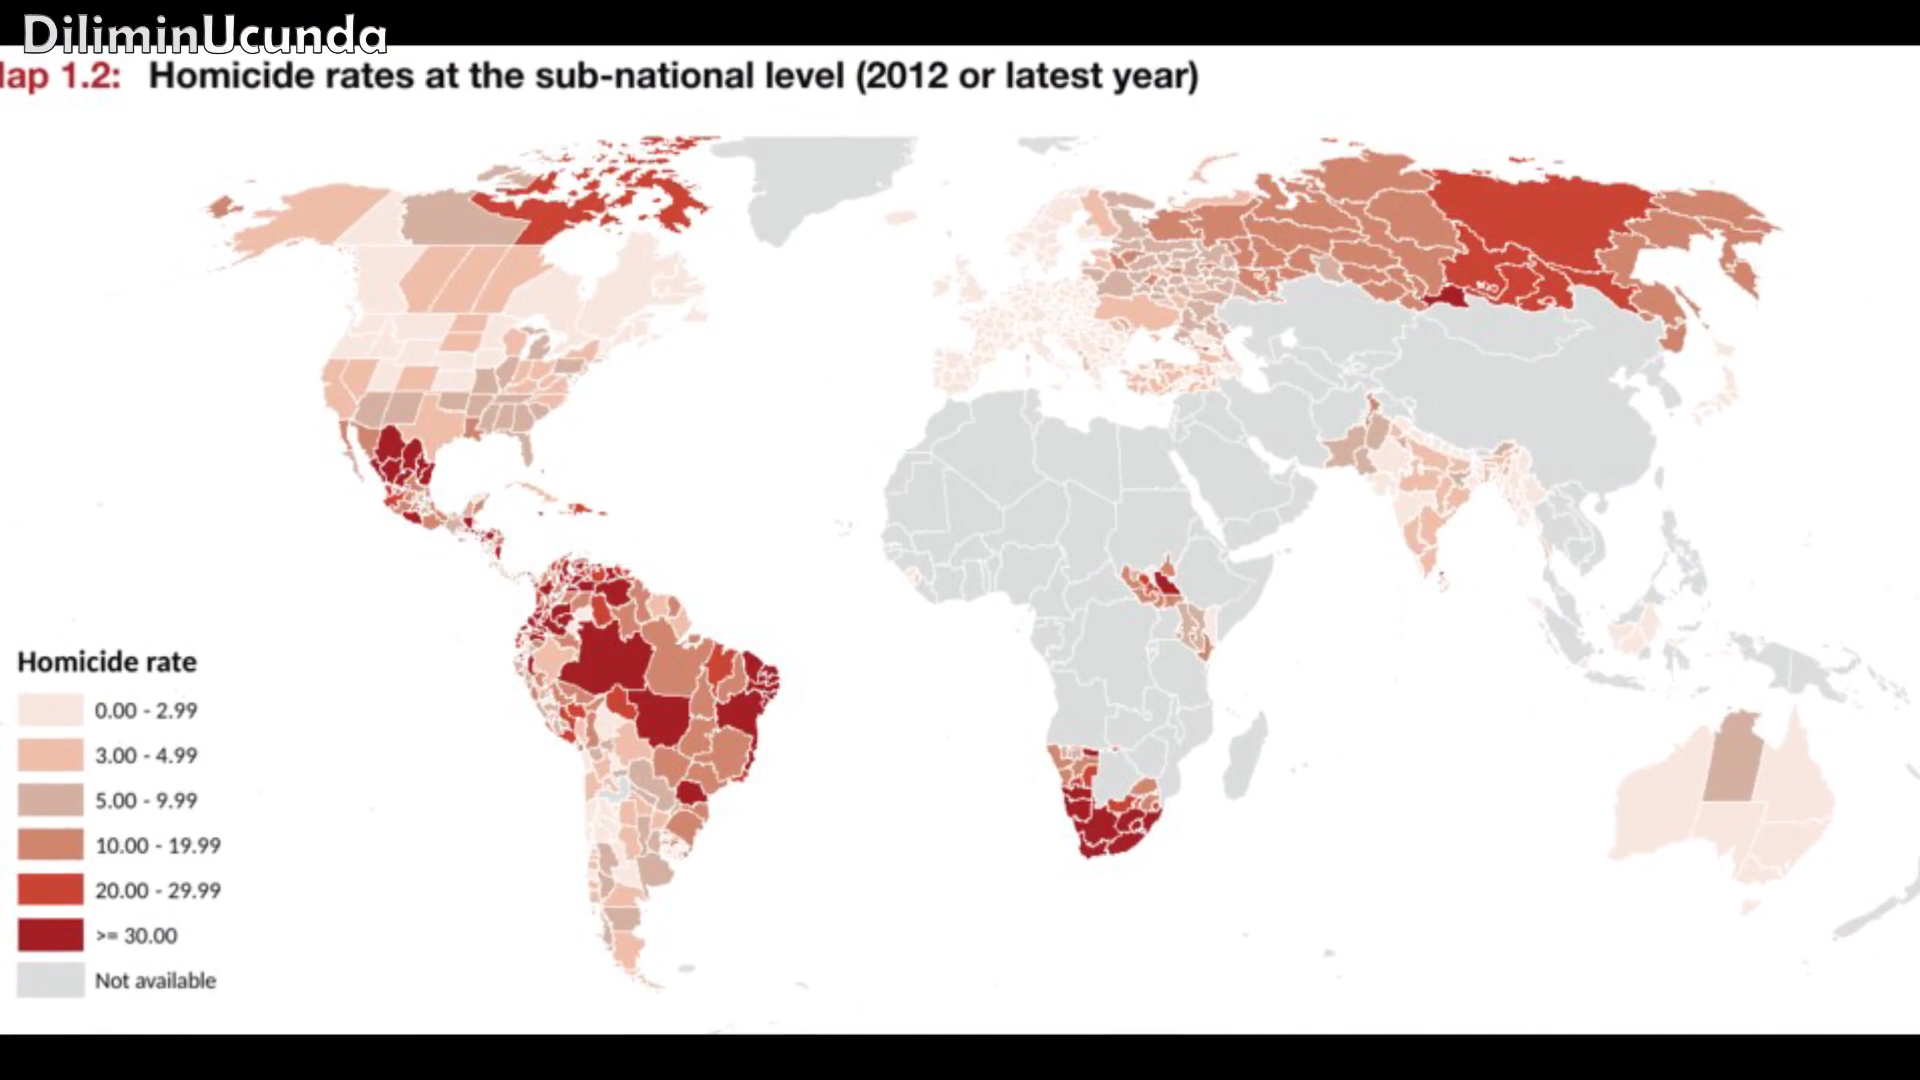 DiliminUcunda
ap 1.2: Homicide rates at the sub-national level (2012 or latest year)
Homicide rate
0.00 - 2.99
3.00 - 4.99
5.00 - 9.99
10.00 - 19.99
20.00 - 29.99
>= 30.00
Not available